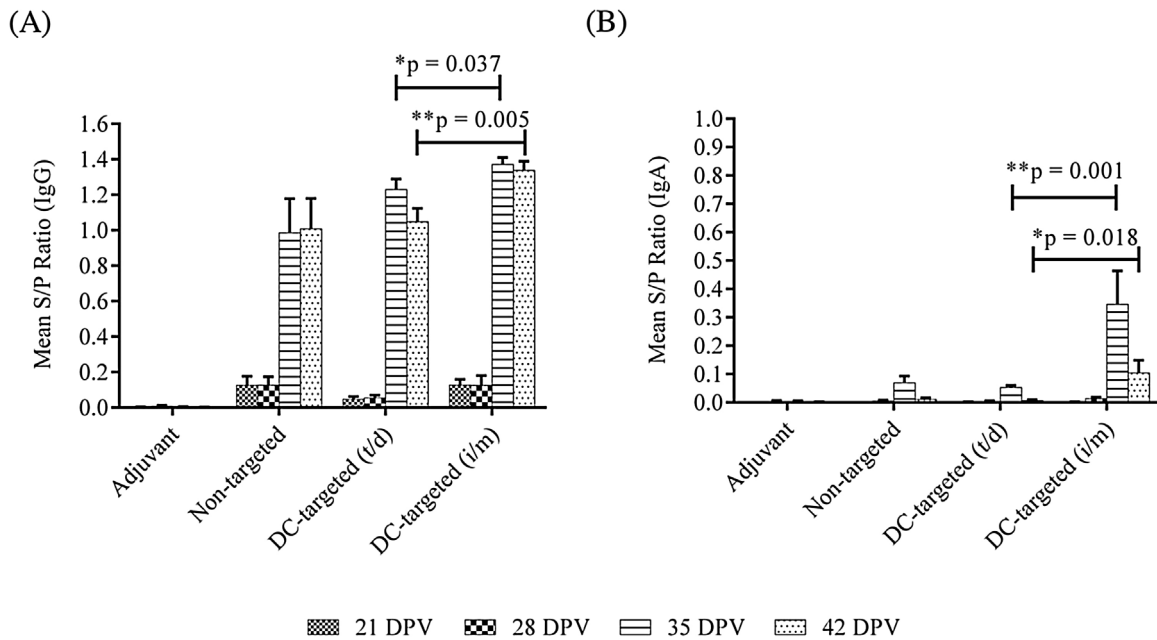 (A)
*p = 0.037
**p = 0.005
Mean S/P Ratio (IgG)
1.6
1.4
1.2
1.0
0.8
0.6
0.4
0.2
0.0
Adjuvant
Non-targeted
DC-targeted (t/d)
DC-targeted (i/m)
(B)
**p = 0.001
*p = 0.018
Mean S/P Ratio (IgA)
1.0
0.9
0.8
0.7
0.6
0.5
0.4
0.3
0.2
0.1
0.0
Adjuvant
Non-targeted
DC-targeted (t/d)
DC-targeted (i/m)
21 DPV 28 DPV 35 DPV 42 DPV